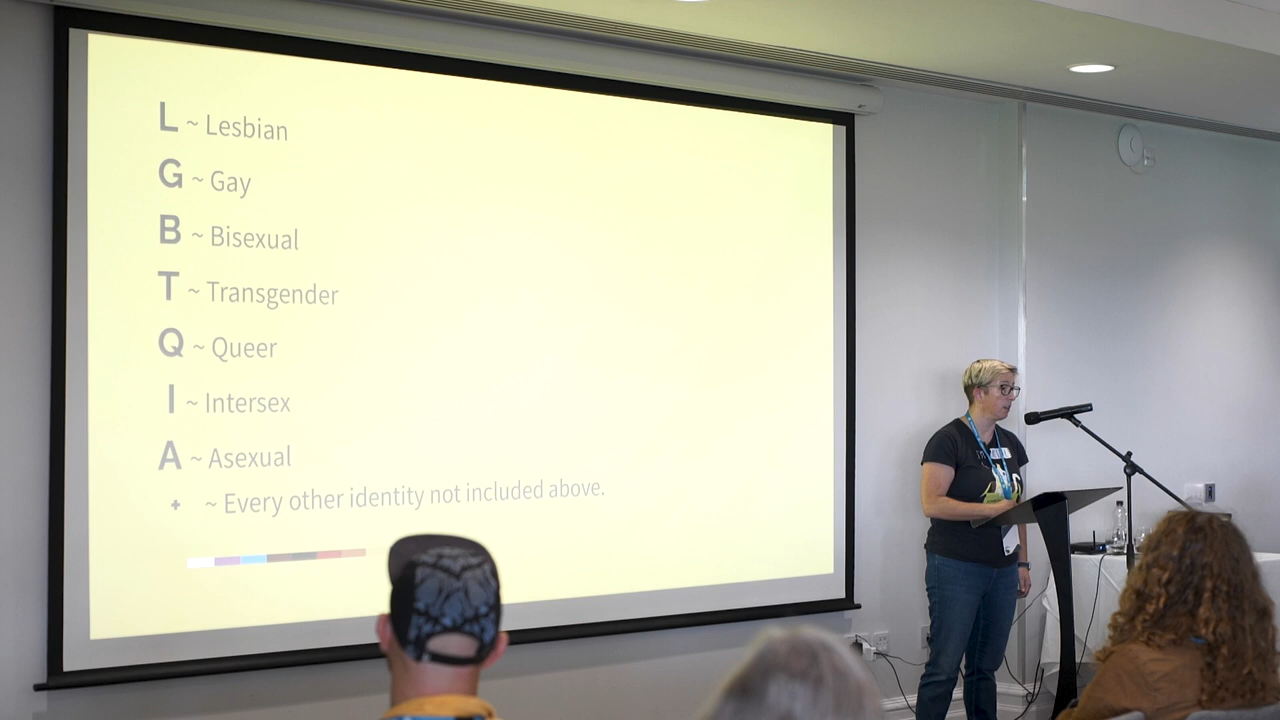 L ~ Lesbian
G ~ Gay
B ~ Bisexual
T ~ Transgender
Q ~ Queer
I ~ Intersex
A ~ Asexual
+ ~ Every other identity not included above.